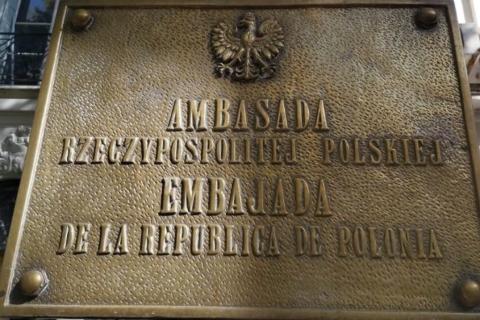 AMBASADA
RZECZYPOSPOLITEJ POLSKIEJ
EMBAJADA
DE LA REPUBLICA DE POLONIA